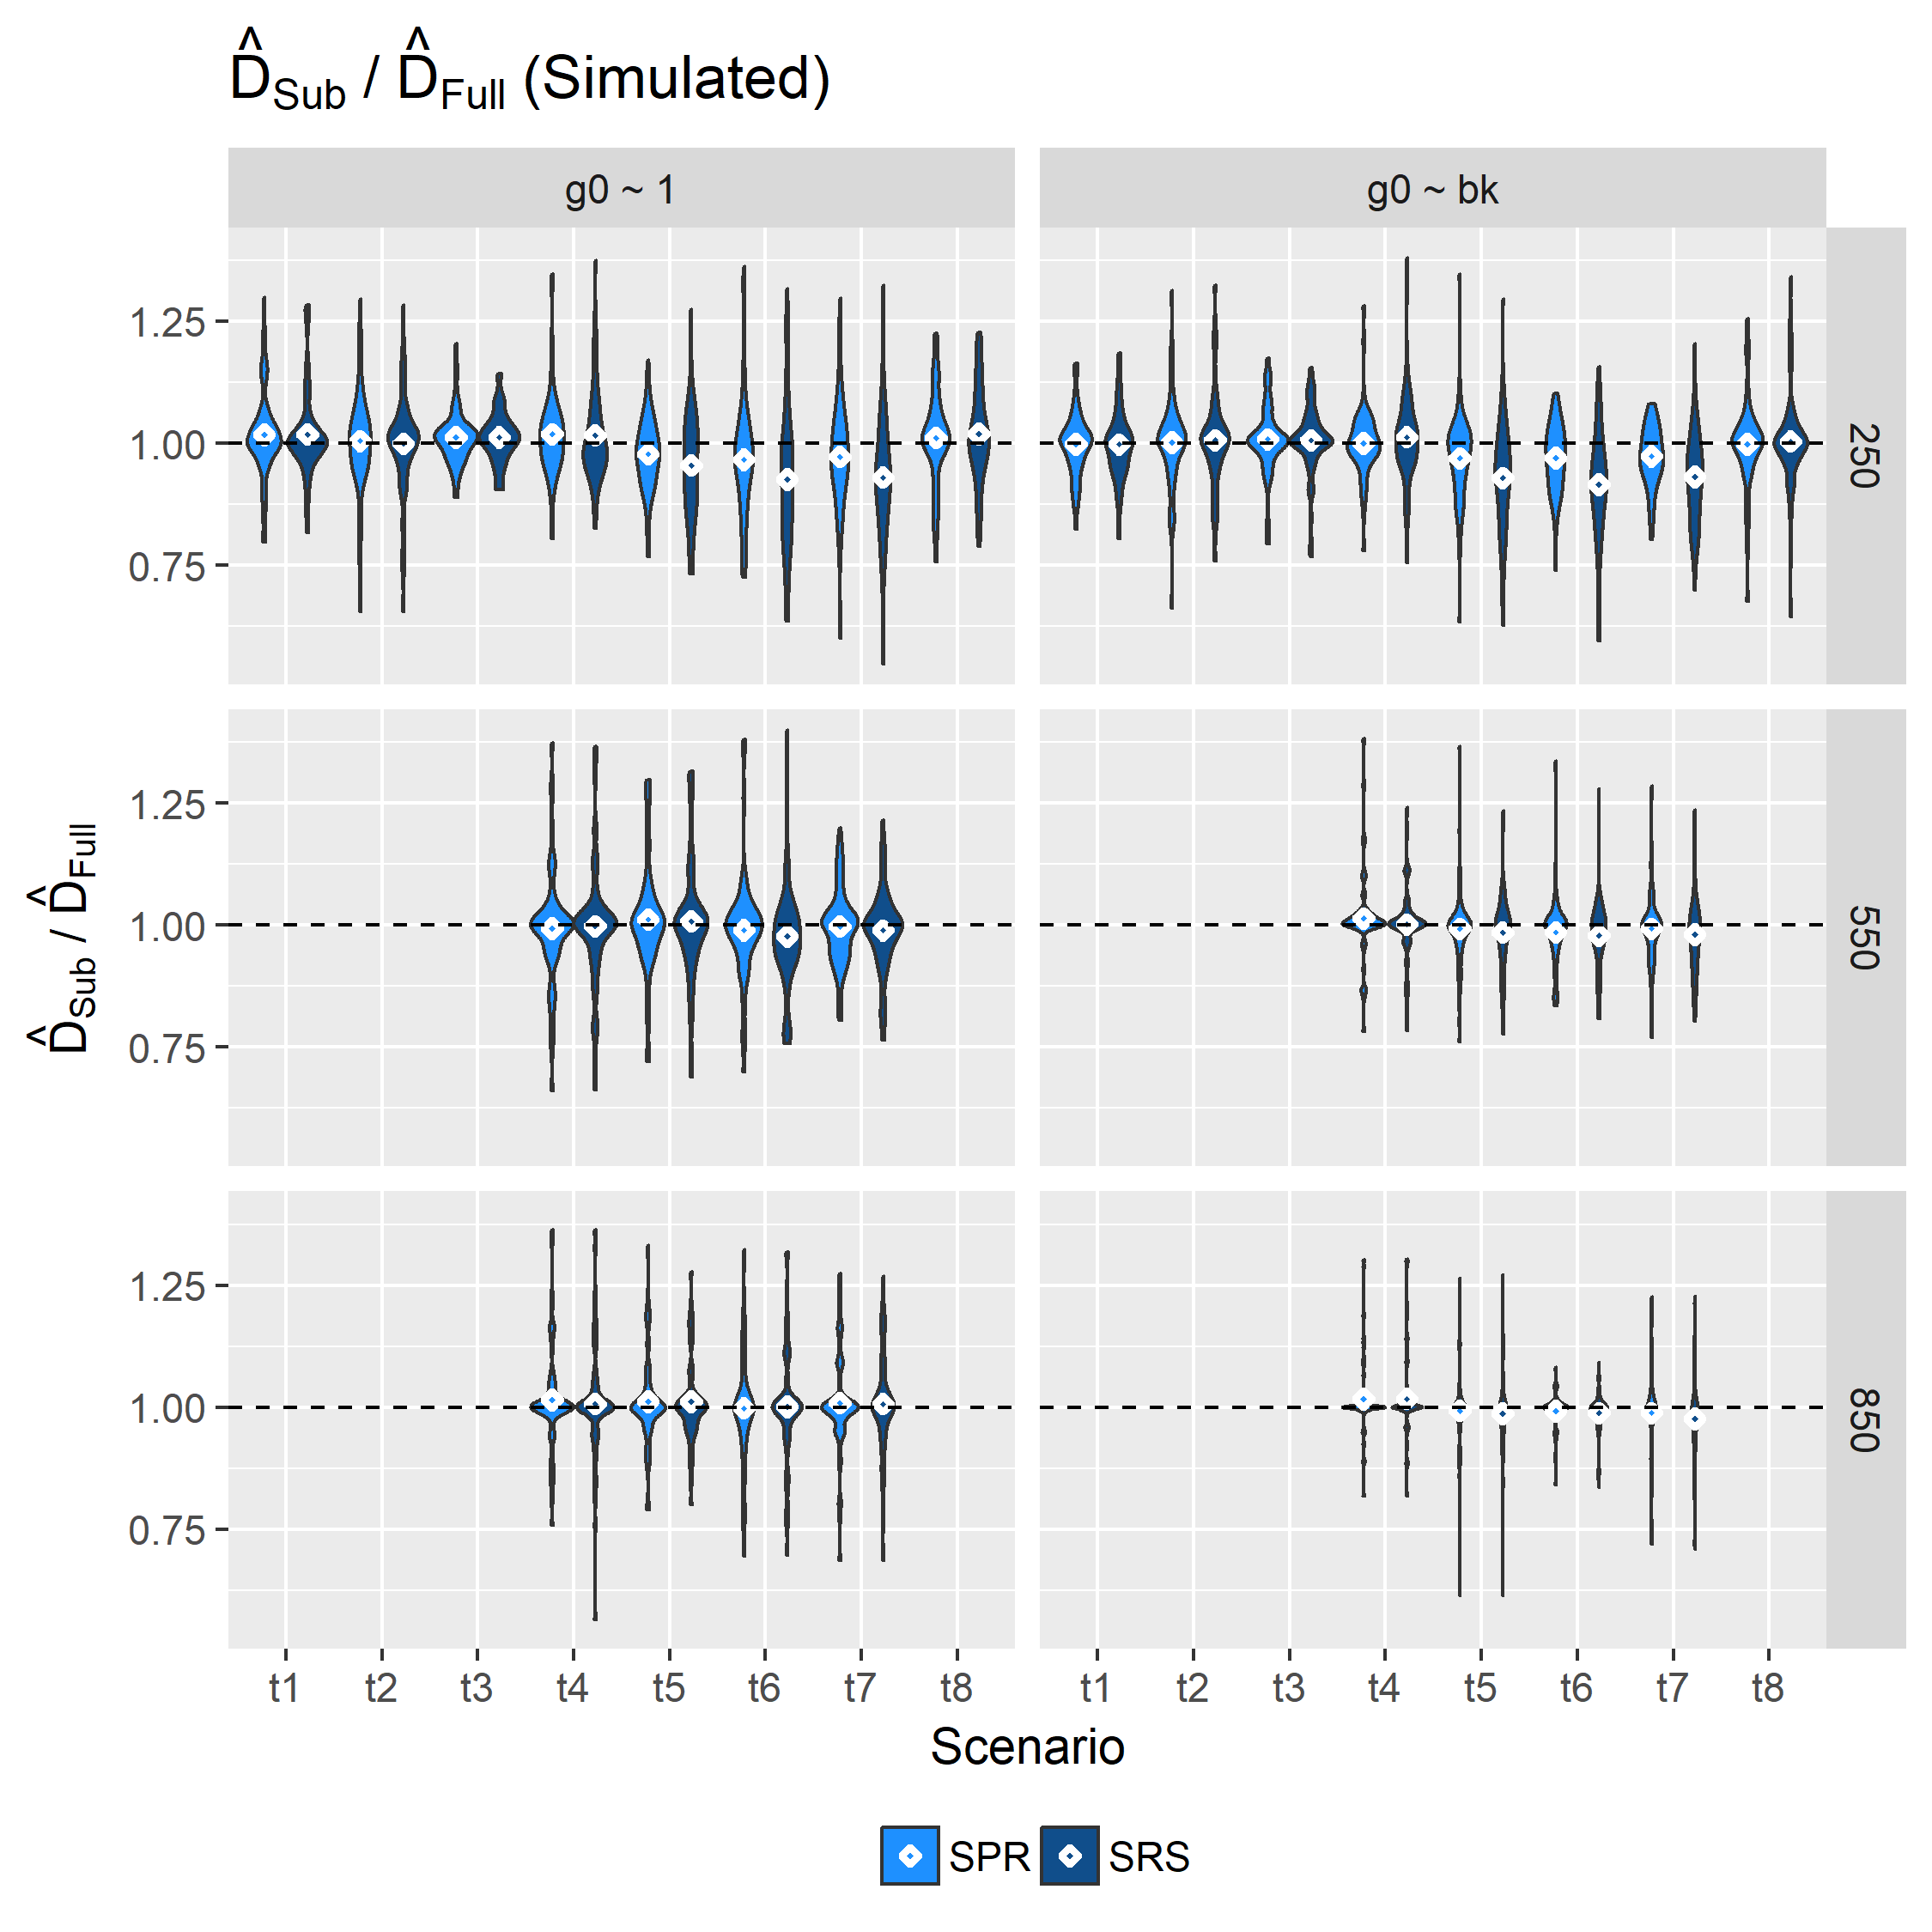 D̂Sub / D̂Full (Simulated)
g0 ~ 1
g0 ~ bk
1.25
1.00
0.75
250
1.25
1.00
0.75
550
D̂Sub / D̂Full
1.25
1.00
0.75
850
t1 t2 t3 t4 t5 t6 t7 t8
t1 t2 t3 t4 t5 t6 t7 t8
Scenario
SPR SRS